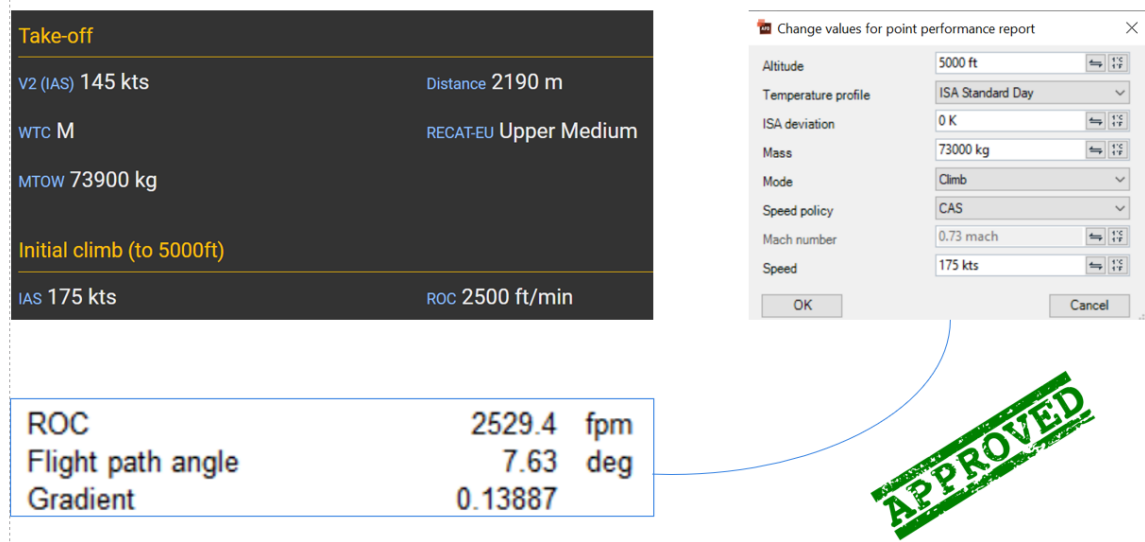 Take-off
V2 (IAS) 145 kts Distance 2190 m
WTC M RECAT-EU Upper Medium
MTOW 73900 kg
Initial climb (to 5000ft)
IAS 175 kts ROC 2500 ft/min
Change values for point performance report
Altitude 5000 ft
Temperature profile ISA Standard Day
ISA deviation 0 K
Mass 73000 kg
Mode Climb
Speed policy CAS
Mach number 0.73 mach
Speed 175 kts
OK Cancel
ROC 2529.4 fpm
Flight path angle 7.63 deg
Gradient 0.13887
APPROVED